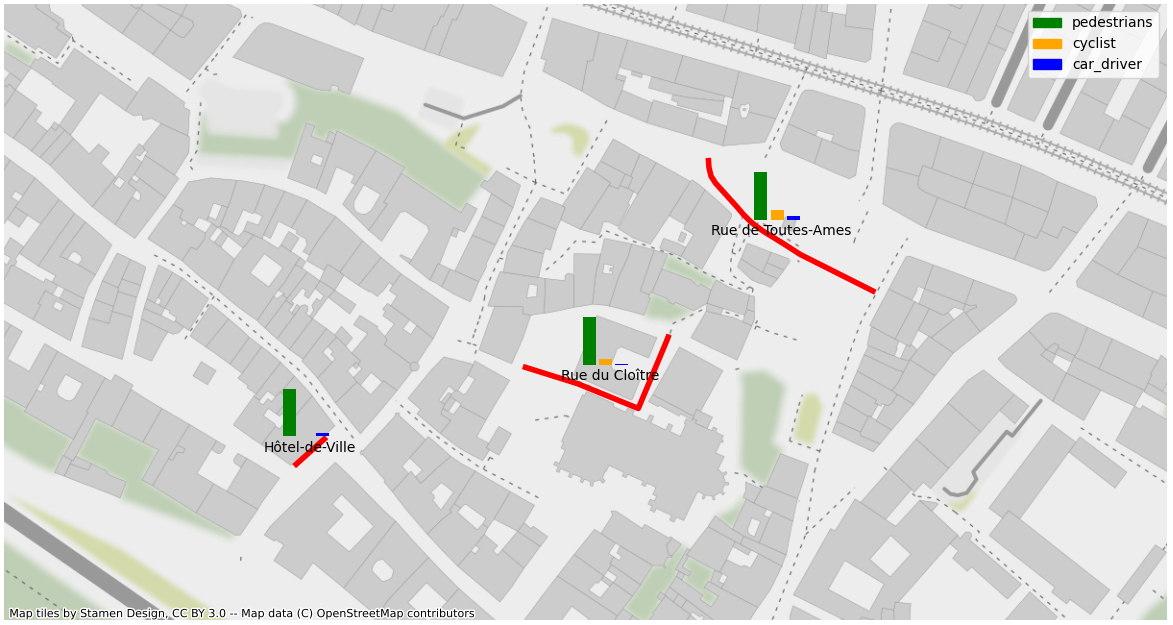 pedestrians
cyclist
car_driver
Rue de Toutes-Ames
Rue du Cloître
Hôtel-de-Ville
Map tiles by Stamen Design, CC BY 3.0 -- Map data (C) OpenStreetMap contributors